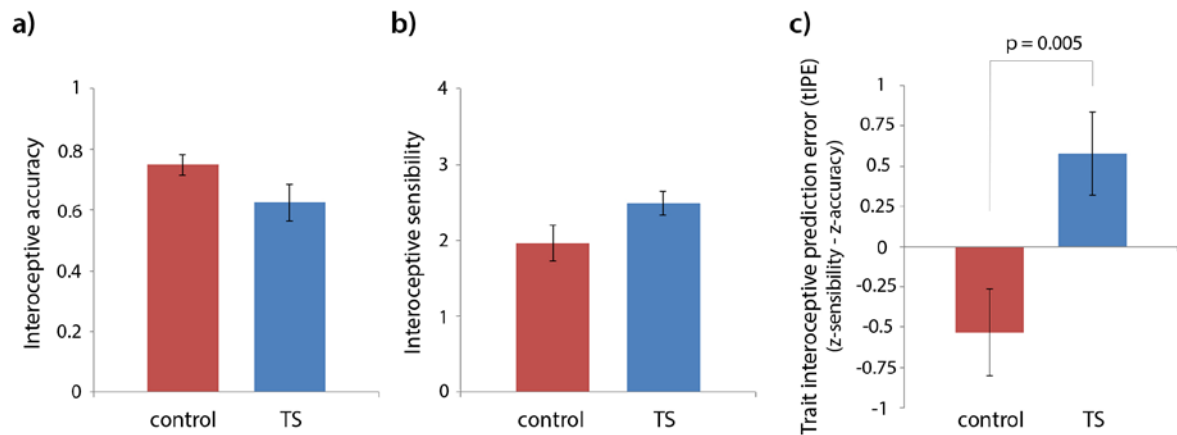 a)
Interoceptive accuracy
1
0.8
0.6
0.4
0.2
0
control
TS
b)
Interoceptive sensibility
4
3
2
1
0
control
TS
c)
p = 0.005
Trait interoceptive prediction error (tIPE)
(z-sensibility - z-accuracy)
1
0.75
0.5
0.25
0
-0.25
-0.5
-0.75
-1
control
TS